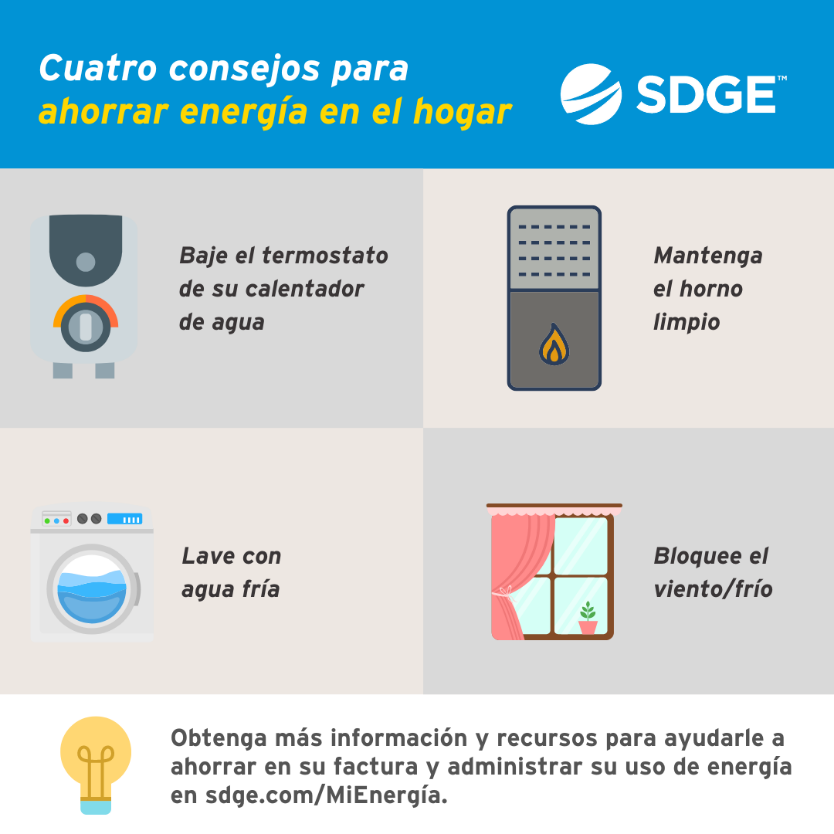 Cuatro consejos para
ahorrar energía en el hogar
SDGE™
Baje el termostato
de su calentador
de agua
Mantenga
el horno
limpio
Lave con
agua fría
Bloquee el
viento/frío
Obtenga más información y recursos para ayudarle a
ahorrar en su factura y administrar su uso de energía
en sdge.com/MiEnergía.